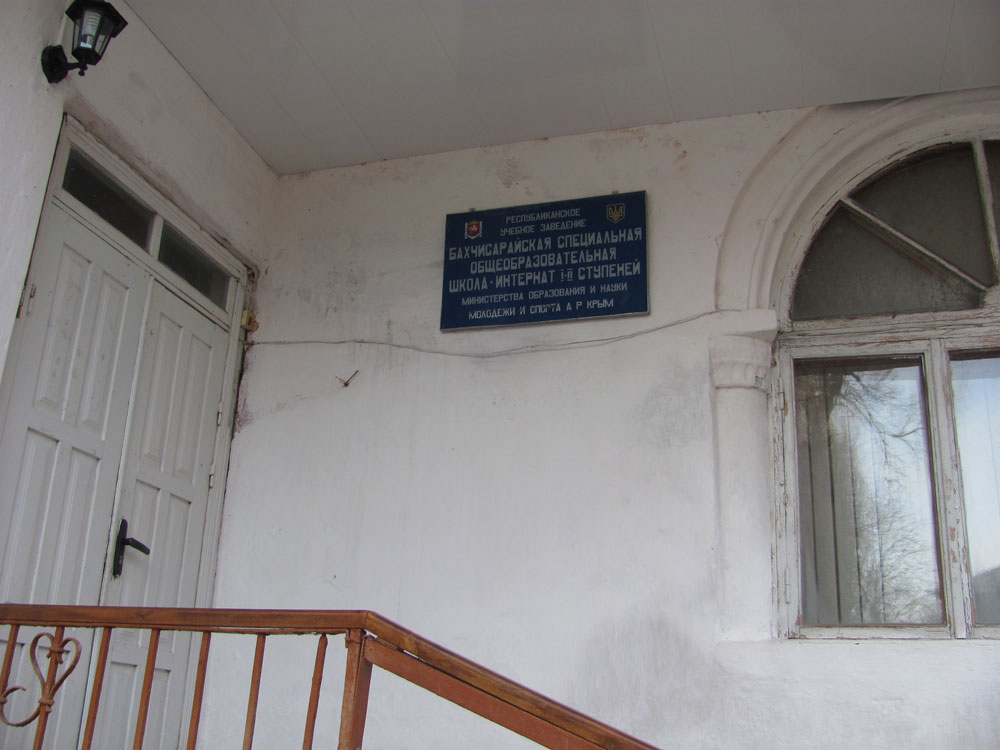 РЕСПУБЛИКАНСКОЕ
УЧЕБНОЕ ЗАВЕДЕНИЕ
БАХЧИСАРАЙСКАЯ СПЕЦИАЛЬНАЯ
ОБЩЕОБРАЗОВАТЕЛЬНАЯ
ШКОЛА-ИНТЕРНАТ I-II СТУПЕНЕЙ
МИНИСТЕРСТВА ОБРАЗОВАНИЯ И НАУКИ
МОЛОДЕЖИ И СПОРТА А Р КРЫМ